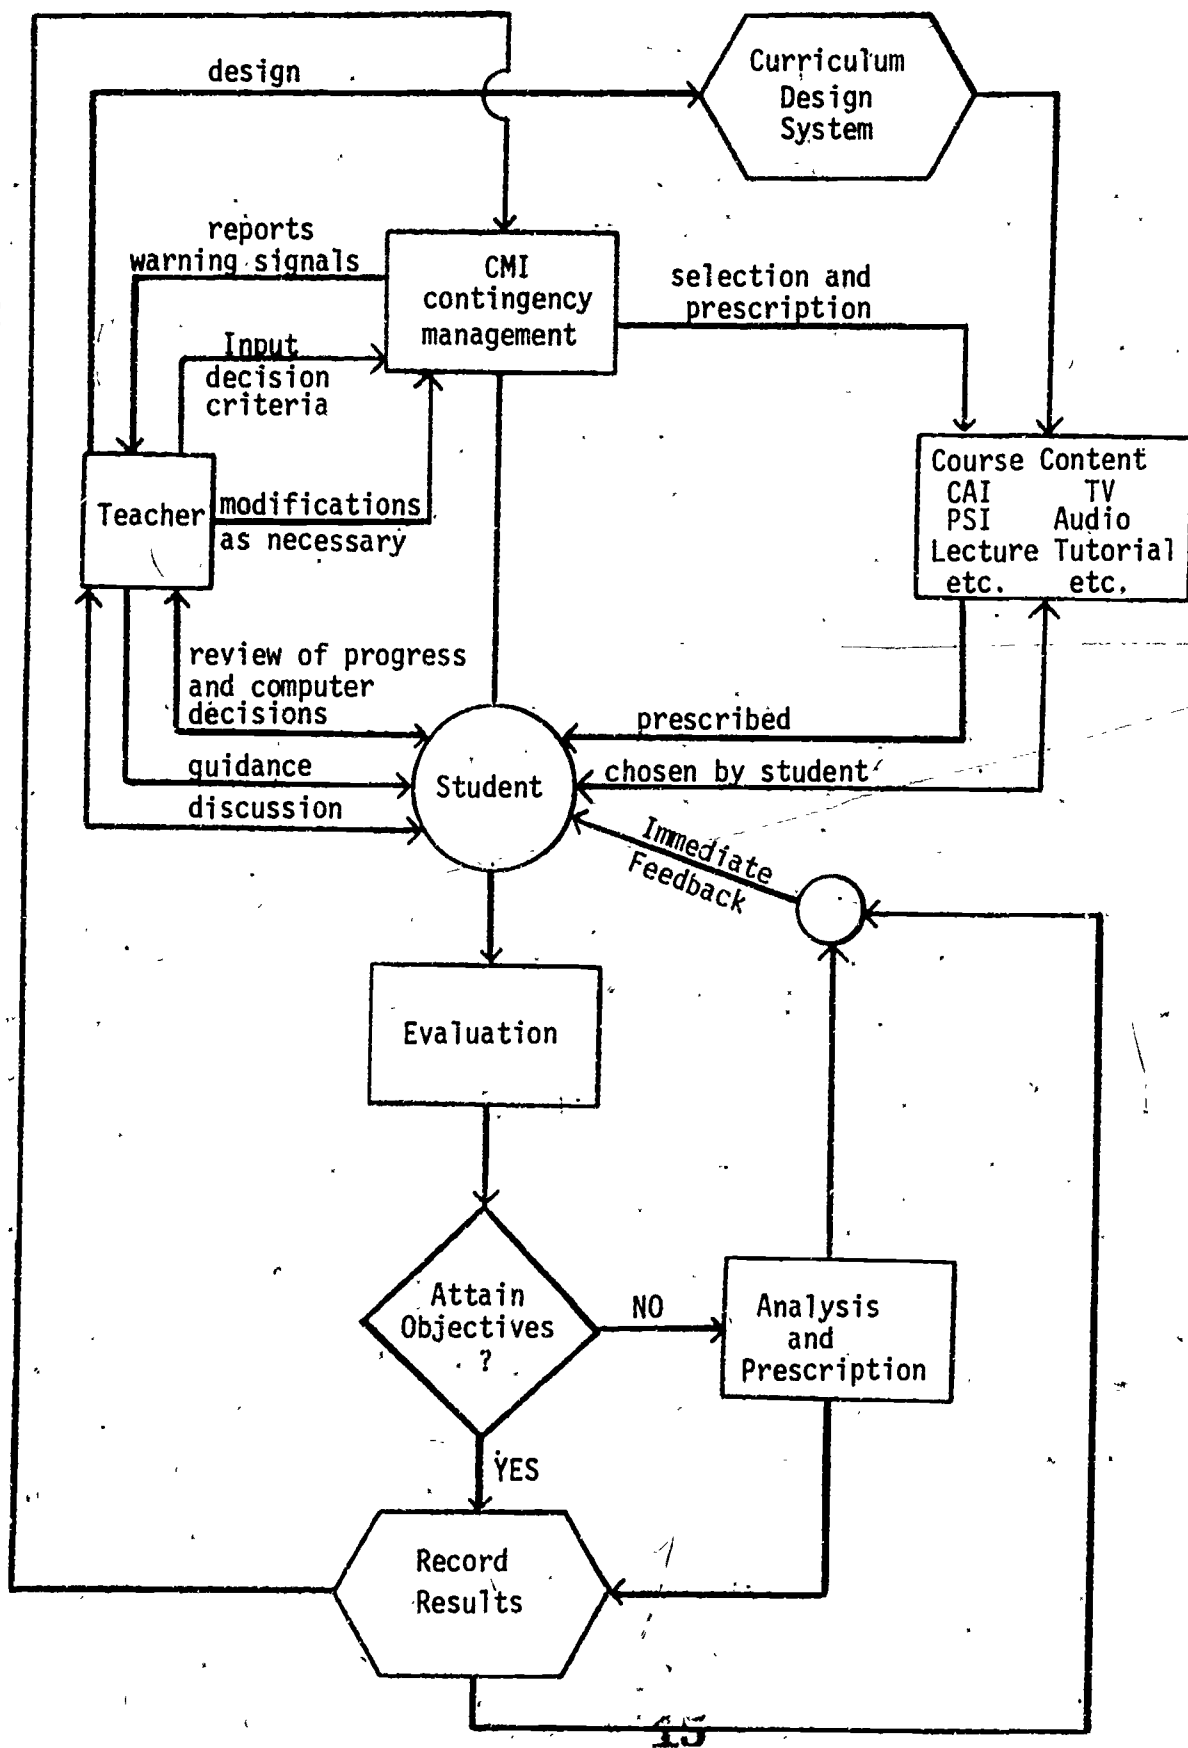 design
Curriculum
Design
System
reports
warning signals
CMI
contingency
management
selection and
prescription
Input
decision
criteria
Course Content
CAI TV
PSI Audio
Lecture Tutorial
etc. etc.
Teacher
modifications
as necessary
review of progress
and computer
decisions
prescribed
guidance
Student
chosen by student
discussion
Immediate
Feedback
Evaluation
Attain
Objectives
?
NO
Analysis
and
Prescription
YES
Record
Results
15